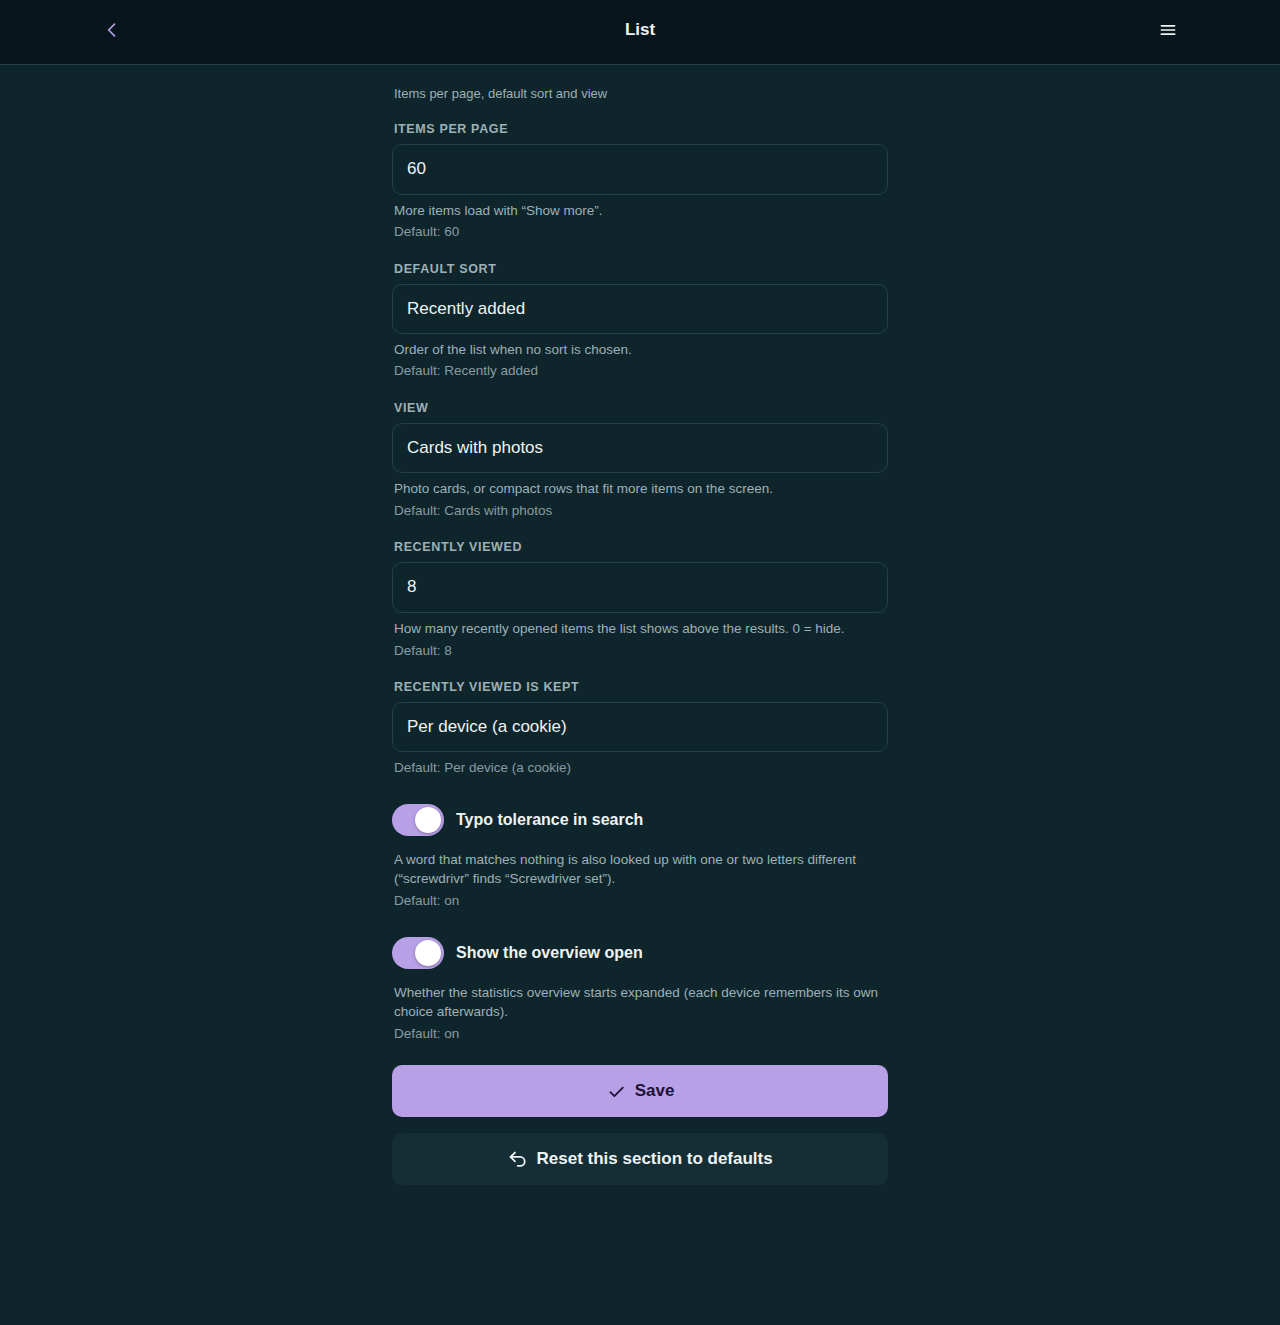 List
Items per page, default sort and view
ITEMS PER PAGE
60
More items load with “Show more”.
Default: 60
DEFAULT SORT
Recently added
Order of the list when no sort is chosen.
Default: Recently added
VIEW
Cards with photos
Photo cards, or compact rows that fit more items on the screen.
Default: Cards with photos
RECENTLY VIEWED
8
How many recently opened items the list shows above the results. 0 = hide.
Default: 8
RECENTLY VIEWED IS KEPT
Per device (a cookie)
Default: Per device (a cookie)
Typo tolerance in search
A word that matches nothing is also looked up with one or two letters different
(“screwdrivr” finds “Screwdriver set”).
Default: on
Show the overview open
Whether the statistics overview starts expanded (each device remembers its own
choice afterwards).
Default: on
Save
Reset this section to defaults